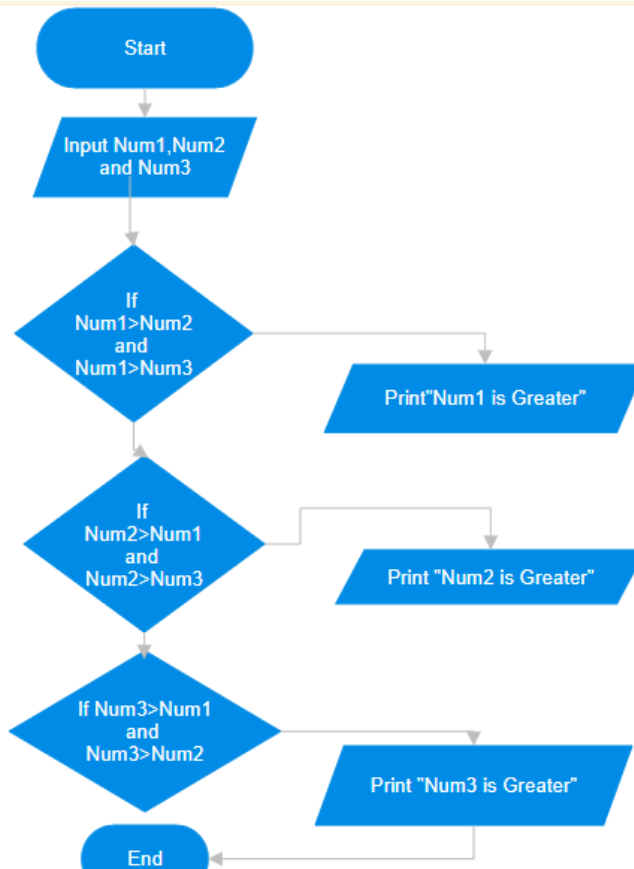 Start
Input Num1,Num2
and Num3
If
Num1>Num2
and
Num1>Num3
Print"Num1 is Greater"
If
Num2>Num1
and
Num2>Num3
Print "Num2 is Greater"
If Num3>Num1
and
Num3>Num2
Print "Num3 is Greater"
End